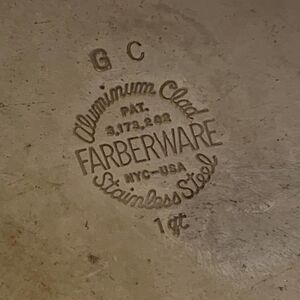 G C
Aluminum Clad
PAT.
3,173,202
FARBERWARE
NYC-USA
Stainless Steel
1 qt